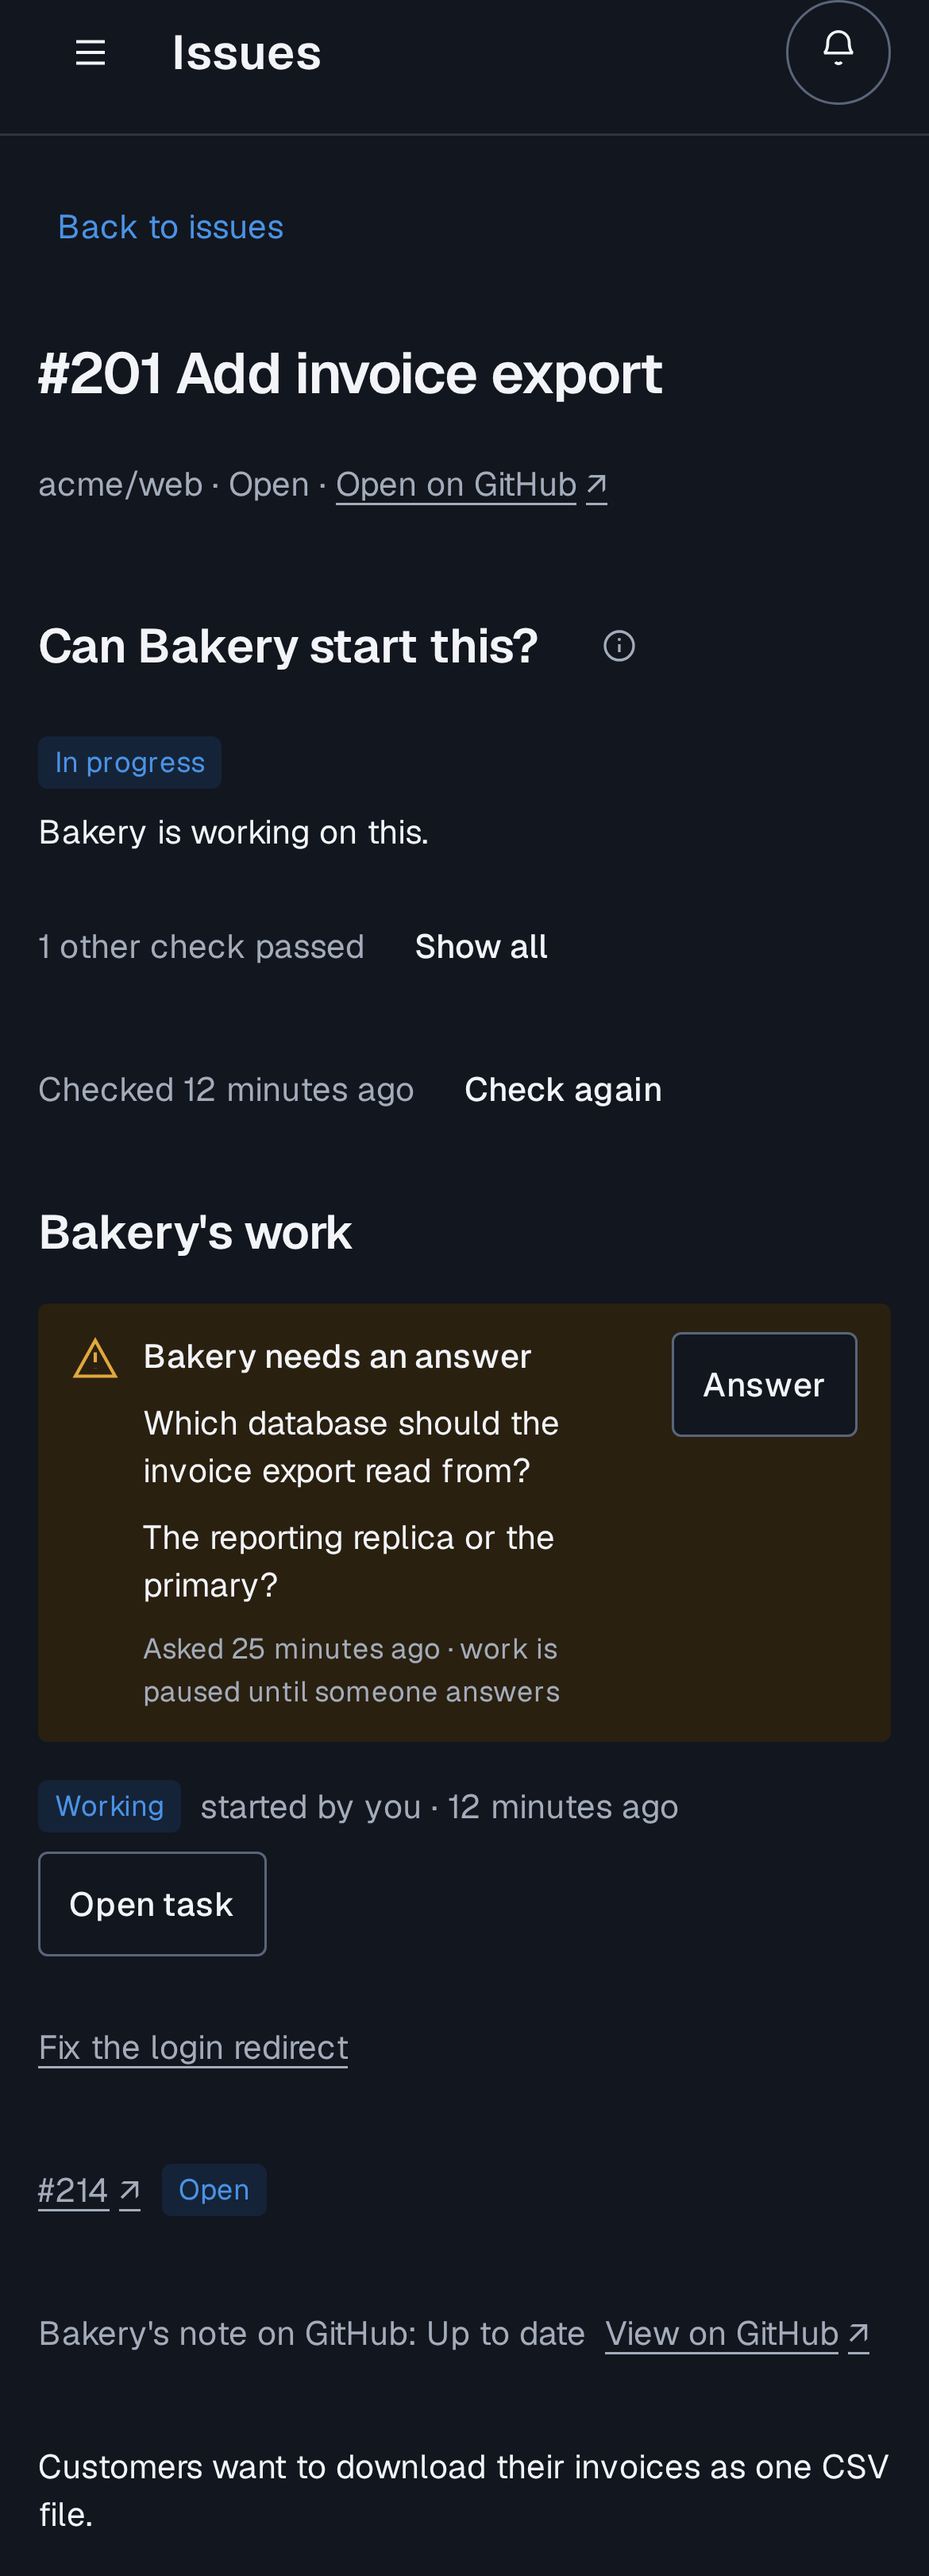 Issues
Back to issues
#201 Add invoice export
acme/web · Open · Open on GitHub ↗
Can Bakery start this?
In progress
Bakery is working on this.
1 other check passed Show all
Checked 12 minutes ago Check again
Bakery's work
Bakery needs an answer
Answer
Which database should the
invoice export read from?
The reporting replica or the
primary?
Asked 25 minutes ago · work is
paused until someone answers
Working started by you · 12 minutes ago
Open task
Fix the login redirect
#214 ↗ Open
Bakery's note on GitHub: Up to date View on GitHub ↗
Customers want to download their invoices as one CSV
file.